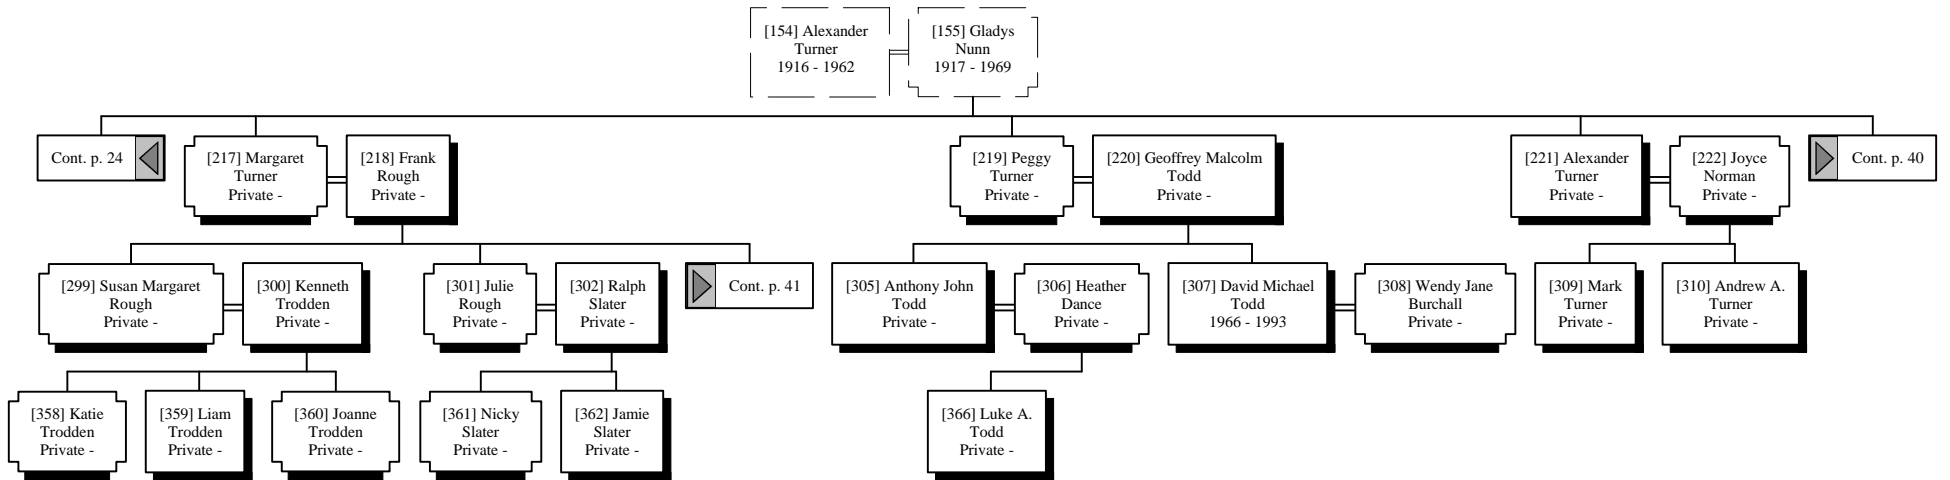 [154] Alexander
Turner
1916 - 1962
[155] Gladys
Nunn
1917 - 1969
Cont. p. 24
[217] Margaret
Turner
Private -
[218] Frank
Rough
Private -
[219] Peggy
Turner
Private -
[220] Geoffrey Malcolm
Todd
Private -
[221] Alexander
Turner
Private -
[222] Joyce
Norman
Private -
Cont. p. 40
[299] Susan Margaret
Rough
Private -
[300] Kenneth
Trodden
Private -
[301] Julie
Rough
Private -
[302] Ralph
Slater
Private -
Cont. p. 41
[305] Anthony John
Todd
Private -
[306] Heather
Dance
Private -
[307] David Michael
Todd
1966 - 1993
[308] Wendy Jane
Burchall
Private -
[309] Mark
Turner
Private -
[310] Andrew A.
Turner
Private -
[358] Katie
Trodden
Private -
[359] Liam
Trodden
Private -
[360] Joanne
Trodden
Private -
[361] Nicky
Slater
Private -
[362] Jamie
Slater
Private -
[366] Luke A.
Todd
Private -